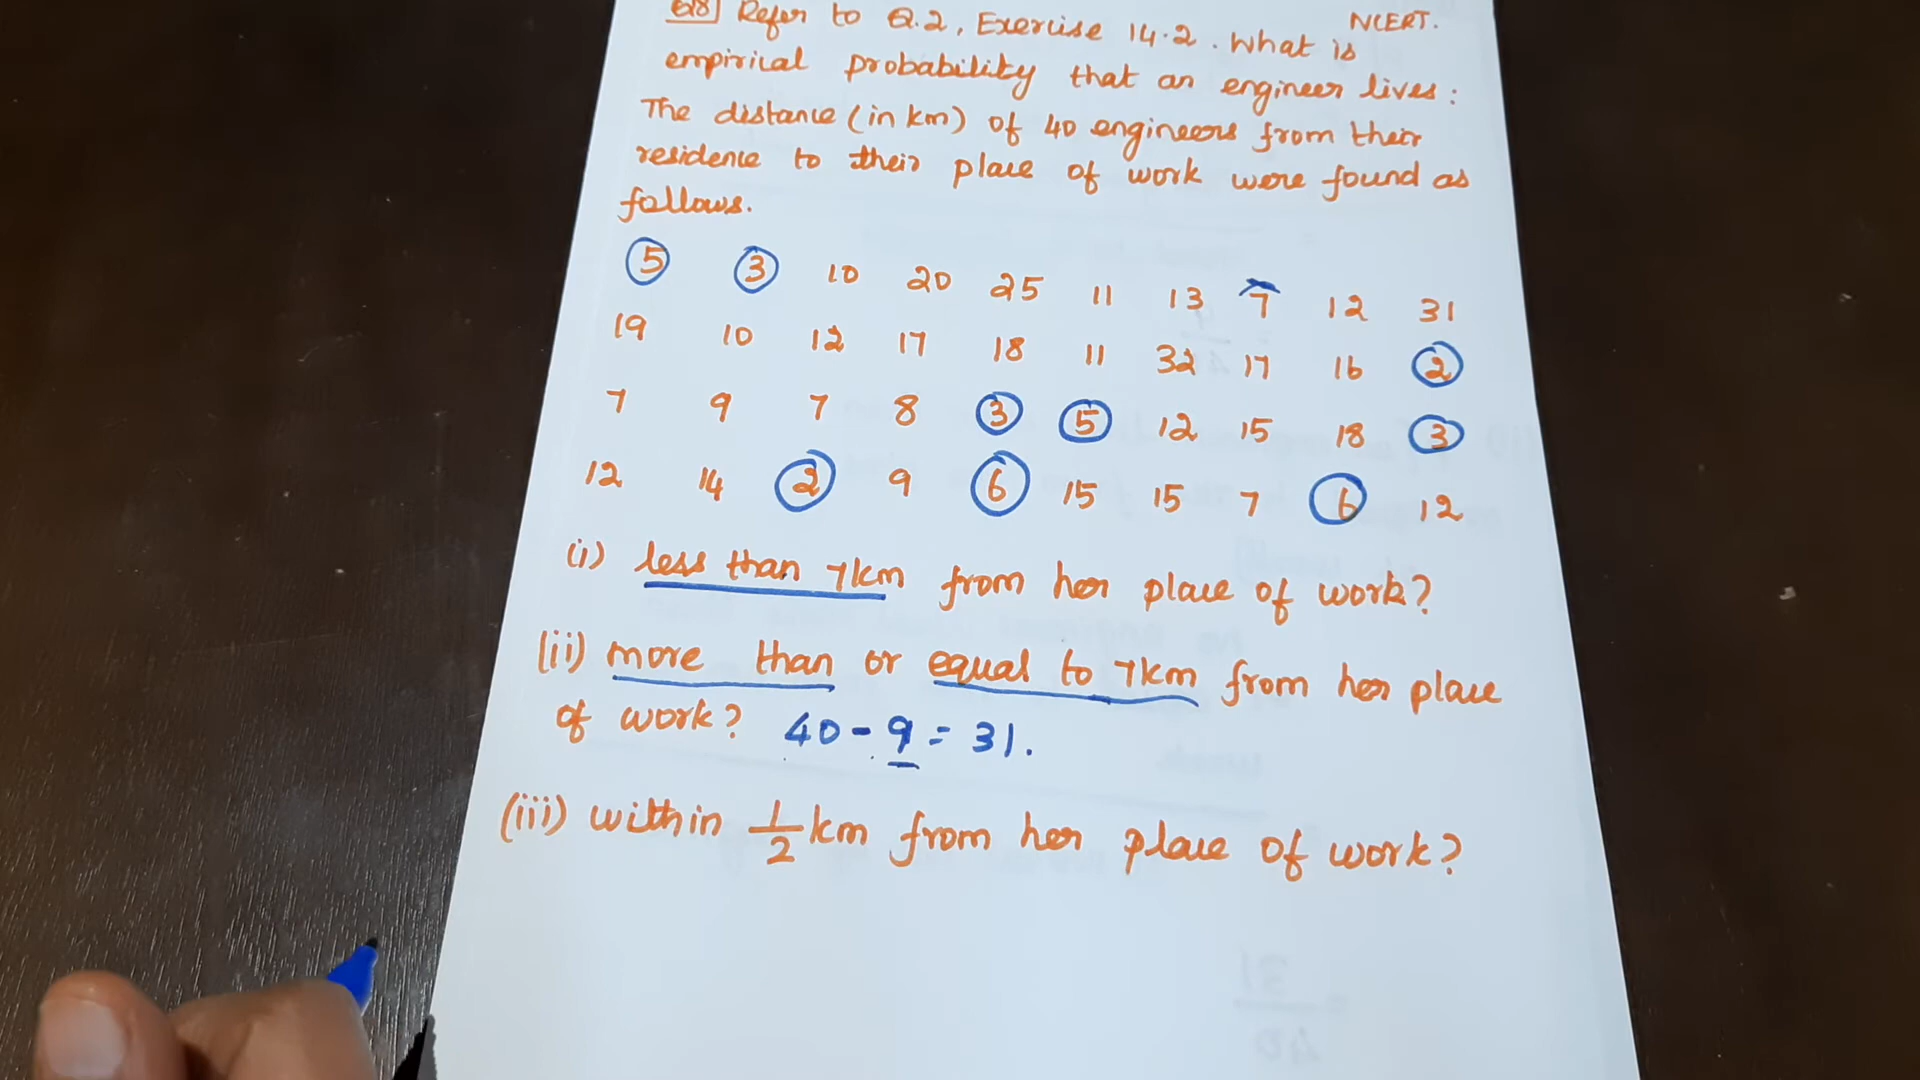 Q8 Refer to Q.2, Exercise 14.2. What is NCERT.
empirical probability that an engineer lives:
The distance (in km) of 40 engineers from their
residence to their place of work were found as
follows.
5 3 10 20 25 11 13 7 12 31
19 10 12 17 18 11 32 17 16 2
7 9 7 8 3 5 12 15 18 3
12 14 2 9 6 15 15 7 6 12
(i) less than 7km from her place of work?
(ii) more than or equal to 7km from her place
of work? 40 - 9 = 31.
(iii) within 1/2 km from her place of work?